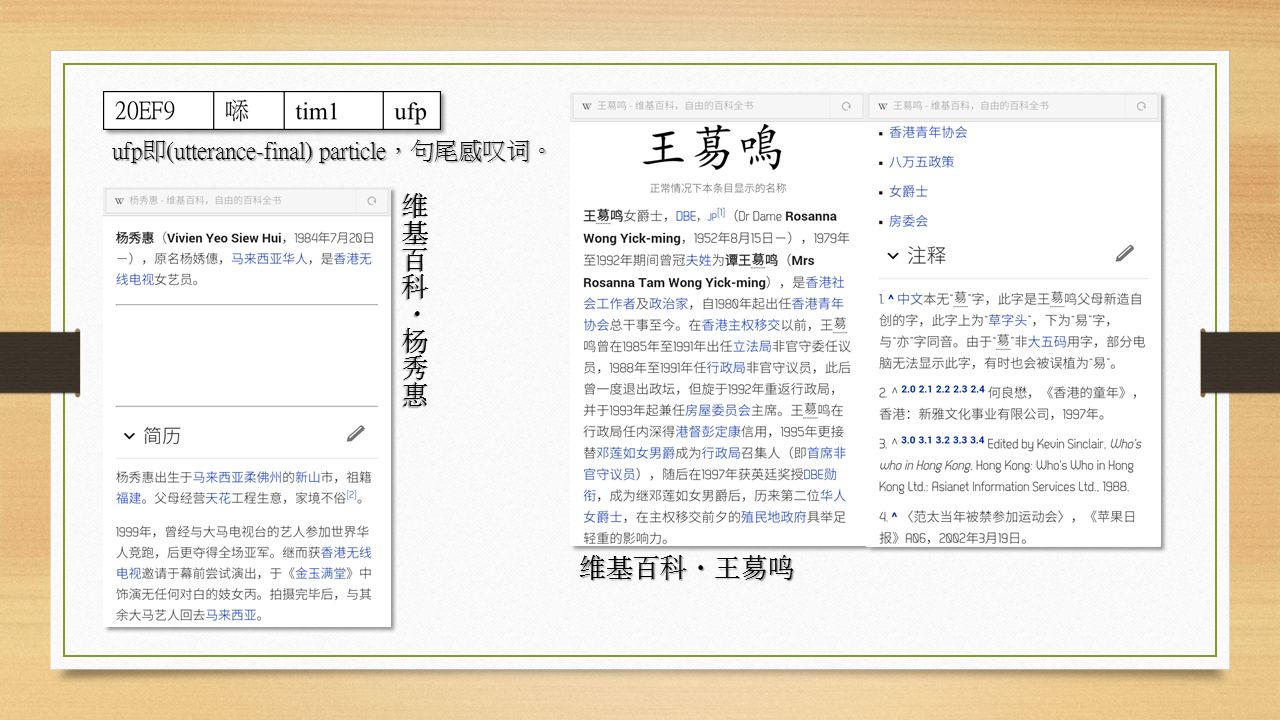 20EF9 㗻 tim1 ufp
ufp即(utterance-final) particle，句尾感叹词。
杨秀惠 - 维基百科，自由的百科全书
杨秀惠（Vivien Yeo Siew Hui，1984年7月20日
－），原名杨娉僡，马来西亚华人，是香港无
线电视女艺员。
简历
杨秀惠出生于马来西亚柔佛州的新山市，祖籍
福建。父母经营天花工程生意，家境不俗[2]。
1999年，曾经与大马电视台的艺人参加世界华
人竞跑，后更夺得全场亚军。继而获香港无线
电视邀请于幕前尝试演出，于《金玉满堂》中
饰演无任何对白的妓女丙。拍摄完毕后，与其
余大马艺人回去马来西亚。
维基百科・杨秀惠
王䓪鸣 - 维基百科，自由的百科全书
王䓪鳴
正常情况下本条目显示的名称
王䓪鸣女爵士，DBE，JP[1]（Dr Dame Rosanna
Wong Yick-ming，1952年8月15日－），1979年
至1992年期间曾冠夫姓为谭王䓪鸣（Mrs
Rosanna Tam Wong Yick-ming），是香港社
会工作者及政治家，自1980年起出任香港青年
协会总干事至今。在香港主权移交以前，王䓪
鸣曾在1985年至1991年出任立法局非官守委任议
员，1988年至1991年任行政局非官守议员，此后
曾一度退出政坛，但旋于1992年重返行政局，
并于1993年起兼任房屋委员会主席。王䓪鸣在
行政局任内深得港督彭定康信用，1995年更接
替邓莲如女男爵成为行政局召集人（即首席非
官守议员），随后在1997年获英廷奖授DBE勋
衔，成为继邓莲如女男爵后，历来第二位华人
女爵士，在主权移交前夕的殖民地政府具举足
轻重的影响力。
王䓪鸣 - 维基百科，自由的百科全书
▪ 香港青年协会
▪ 八万五政策
▪ 女爵士
▪ 房委会
注释
1. ^ 中文本无“䓪”字，此字是王䓪鸣父母新造自
创的字，此字上为“草字头”，下为“易”字，
与“亦”字同音。由于“䓪”非大五码用字，部分电
脑无法显示此字，有时也会被误植为“易”。
2. ^ 2.0 2.1 2.2 2.3 2.4 何良懋，《香港的童年》，
香港：新雅文化事业有限公司，1997年。
3. ^ 3.0 3.1 3.2 3.3 3.4 Edited by Kevin Sinclair, Who's
who in Hong Kong. Hong Kong: Who's Who in Hong
Kong Ltd.: Asianet Information Services Ltd., 1988.
4. ^ 〈范太当年被禁参加运动会〉，《苹果日
报》A06，2002年3月19日。
维基百科・王䓪鸣